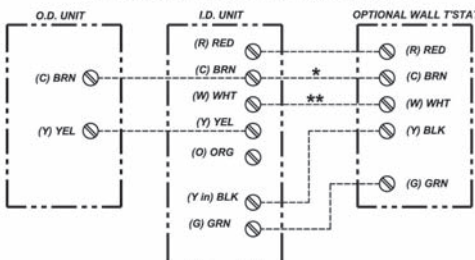 O.D. UNIT
(C) BRN
(Y) YEL
I.D. UNIT
(R) RED
(C) BRN
(W) WHT
(Y) YEL
(O) ORG
(Y in) BLK
(G) GRN
*
**
OPTIONAL WALL T'STAT
(R) RED
(C) BRN
(W) WHT
(Y) BLK
(G) GRN